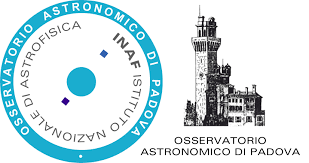 OSSERVATORIO ASTRONOMICO DI PADOVA
INAF ISTITUTO NAZIONALE DI ASTROFISICA
OSSERVATORIO
ASTRONOMICO DI PADOVA